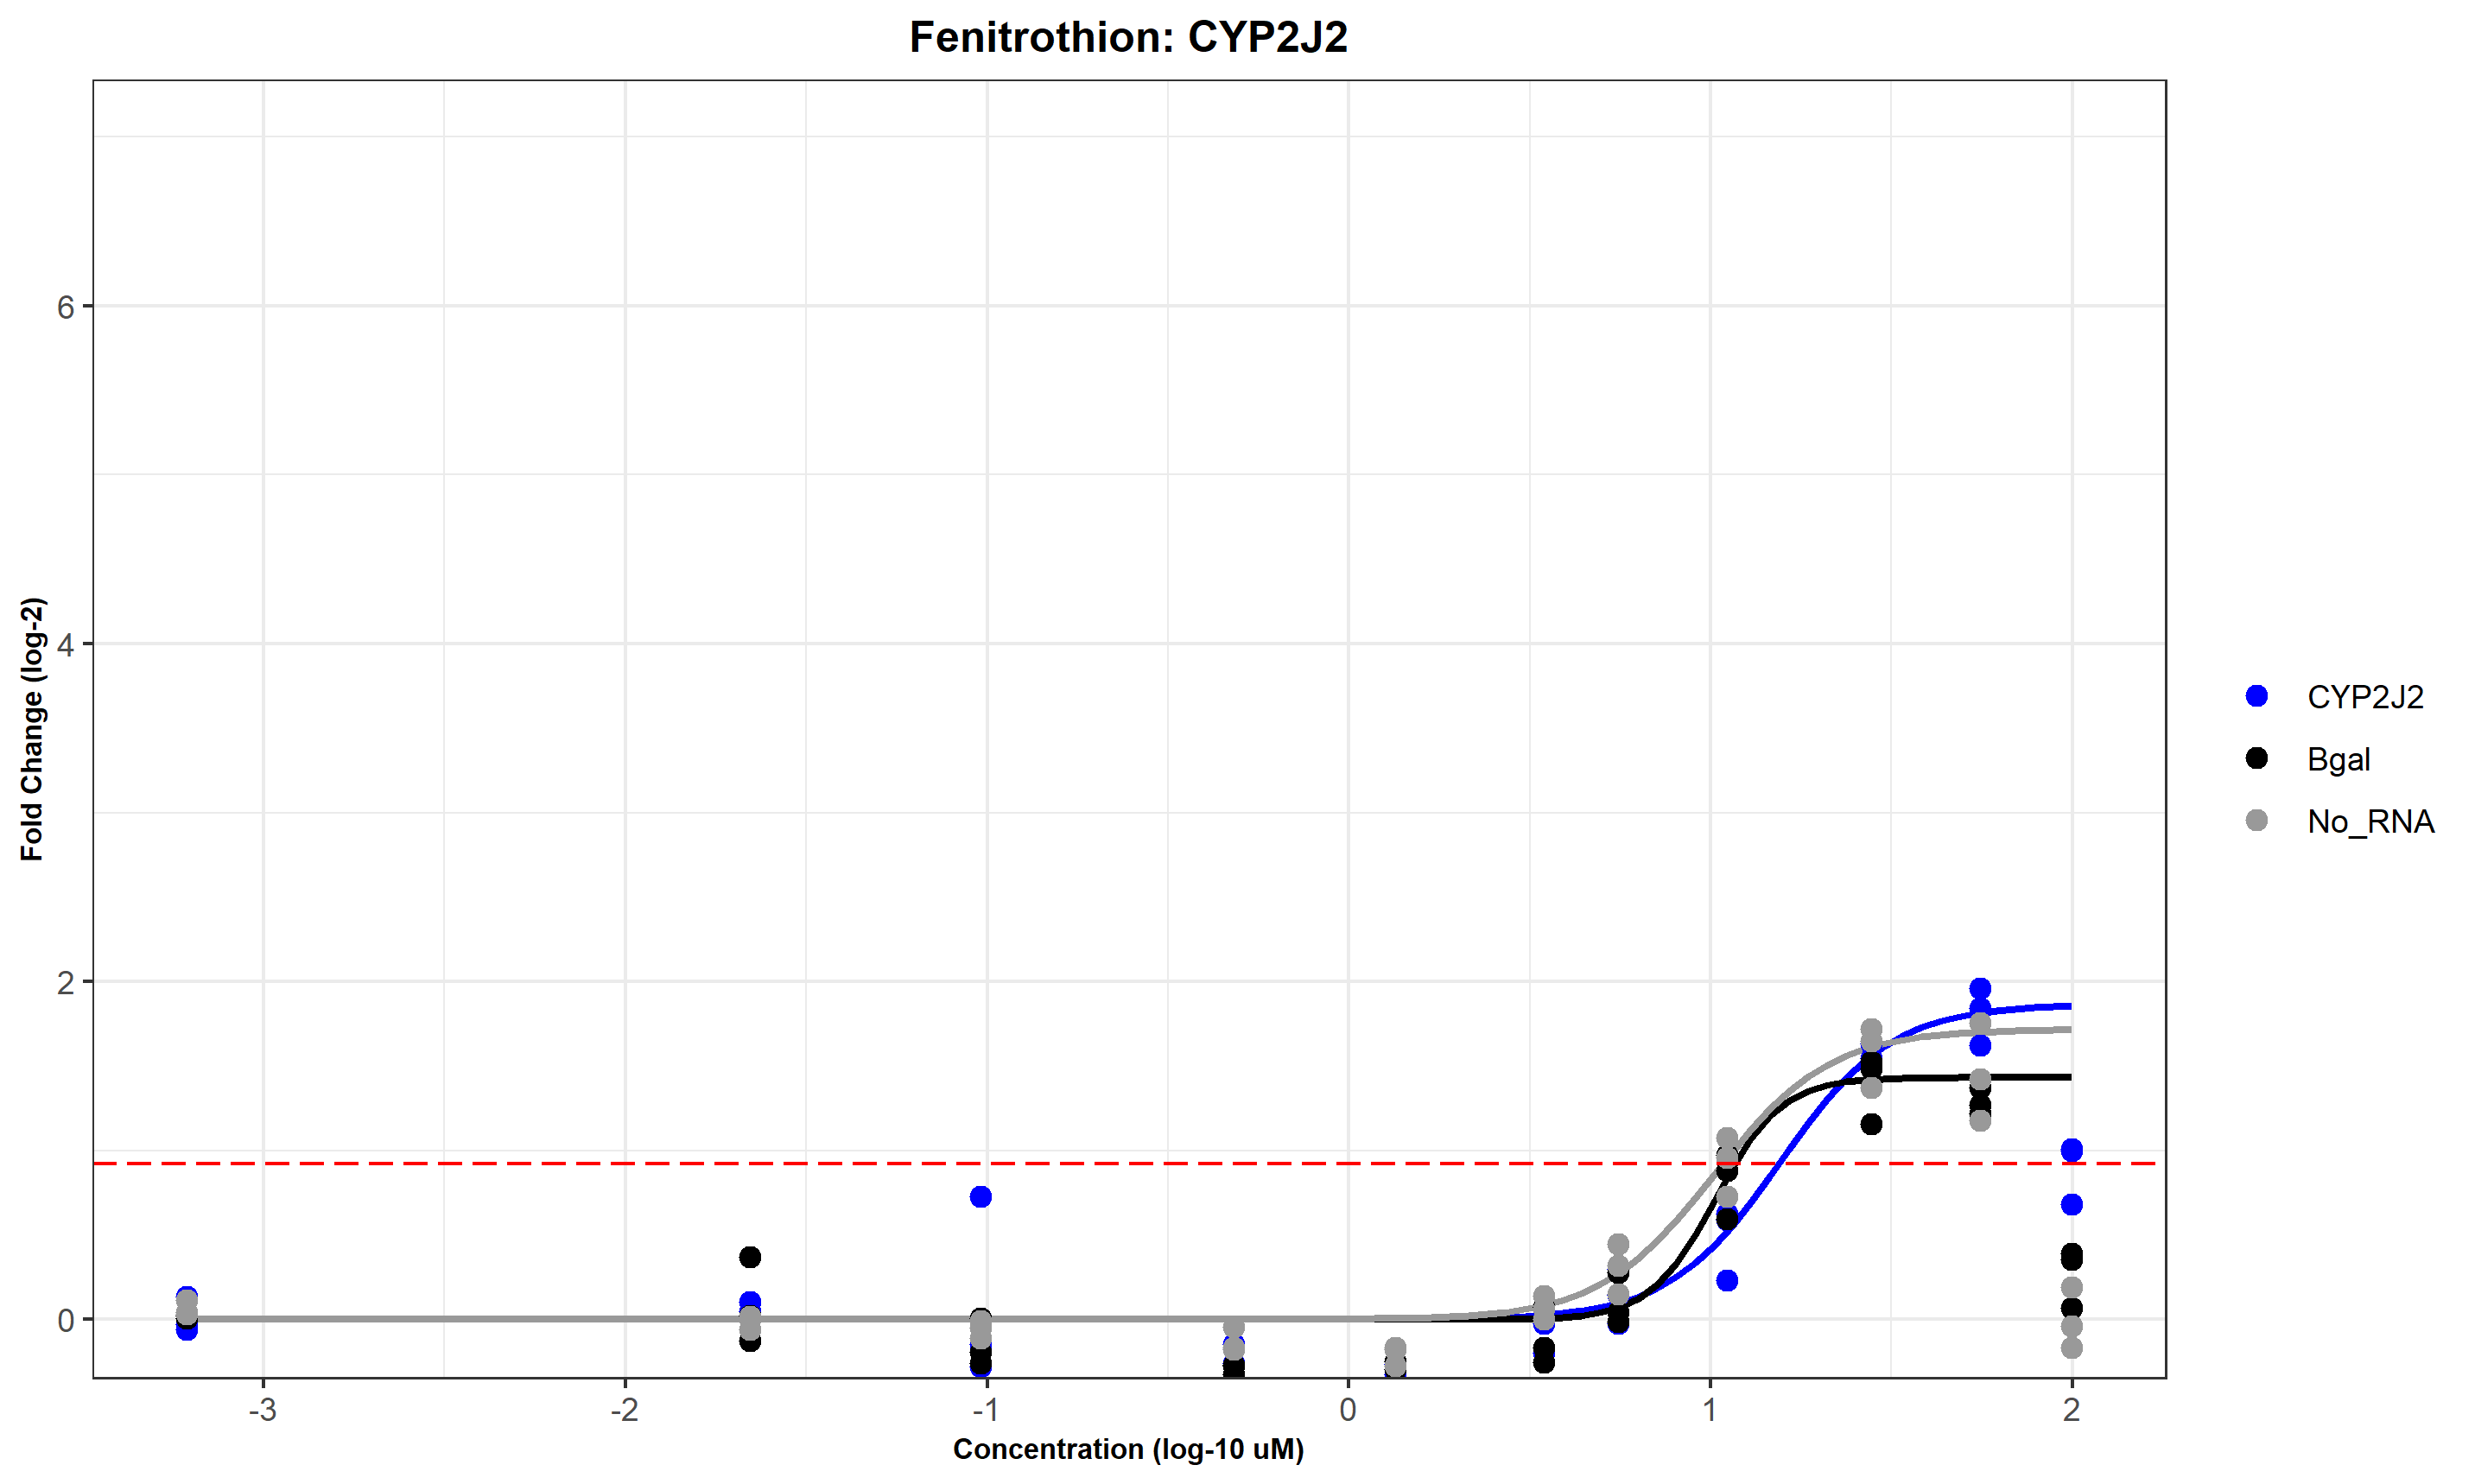 Fenitrothion: CYP2J2
Fold Change (log-2)
6
4
2
0
-3
-2
-1
0
1
2
Concentration (log-10 uM)
CYP2J2
Bgal
No_RNA